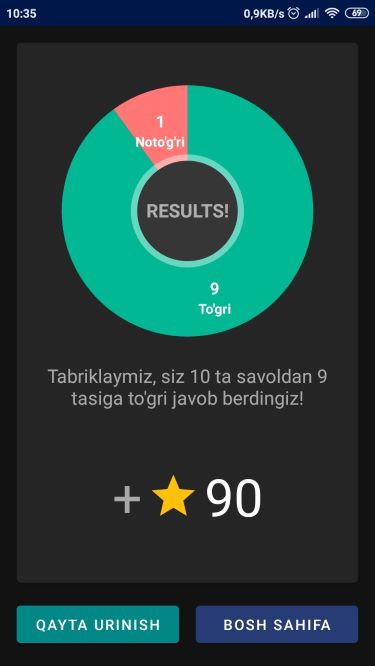 10:35
0,9KB/s
69
1
Noto'g'ri
RESULTS!
9
To'gri
Tabriklaymiz, siz 10 ta savoldan 9
tasiga to'gri javob berdingiz!
+ 90
QAYTA URINISH
BOSH SAHIFA